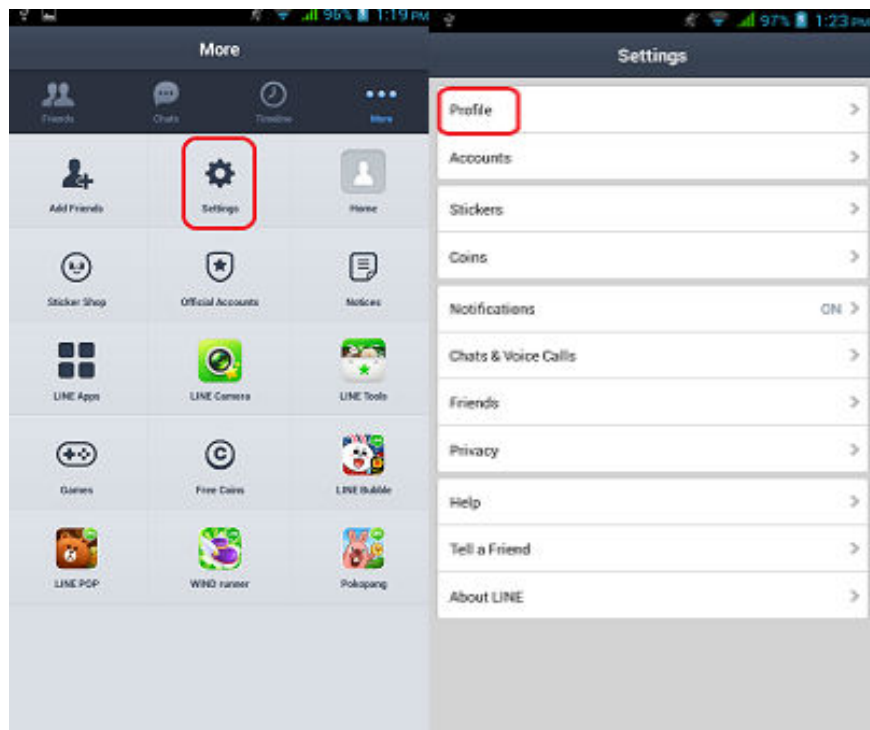 96% 1:19 PM
More
Friends Chats Timeline More
Add Friends Settings Home
Sticker Shop Official Accounts Notices
LINE Apps LINE Camera LINE Tools
Games Free Coins LINE Bubble
LINE POP WIND runner Pokopang
97% 1:23 PM
Settings
Profile
Accounts
Stickers
Coins
Notifications ON
Chats & Voice Calls
Friends
Privacy
Help
Tell a Friend
About LINE